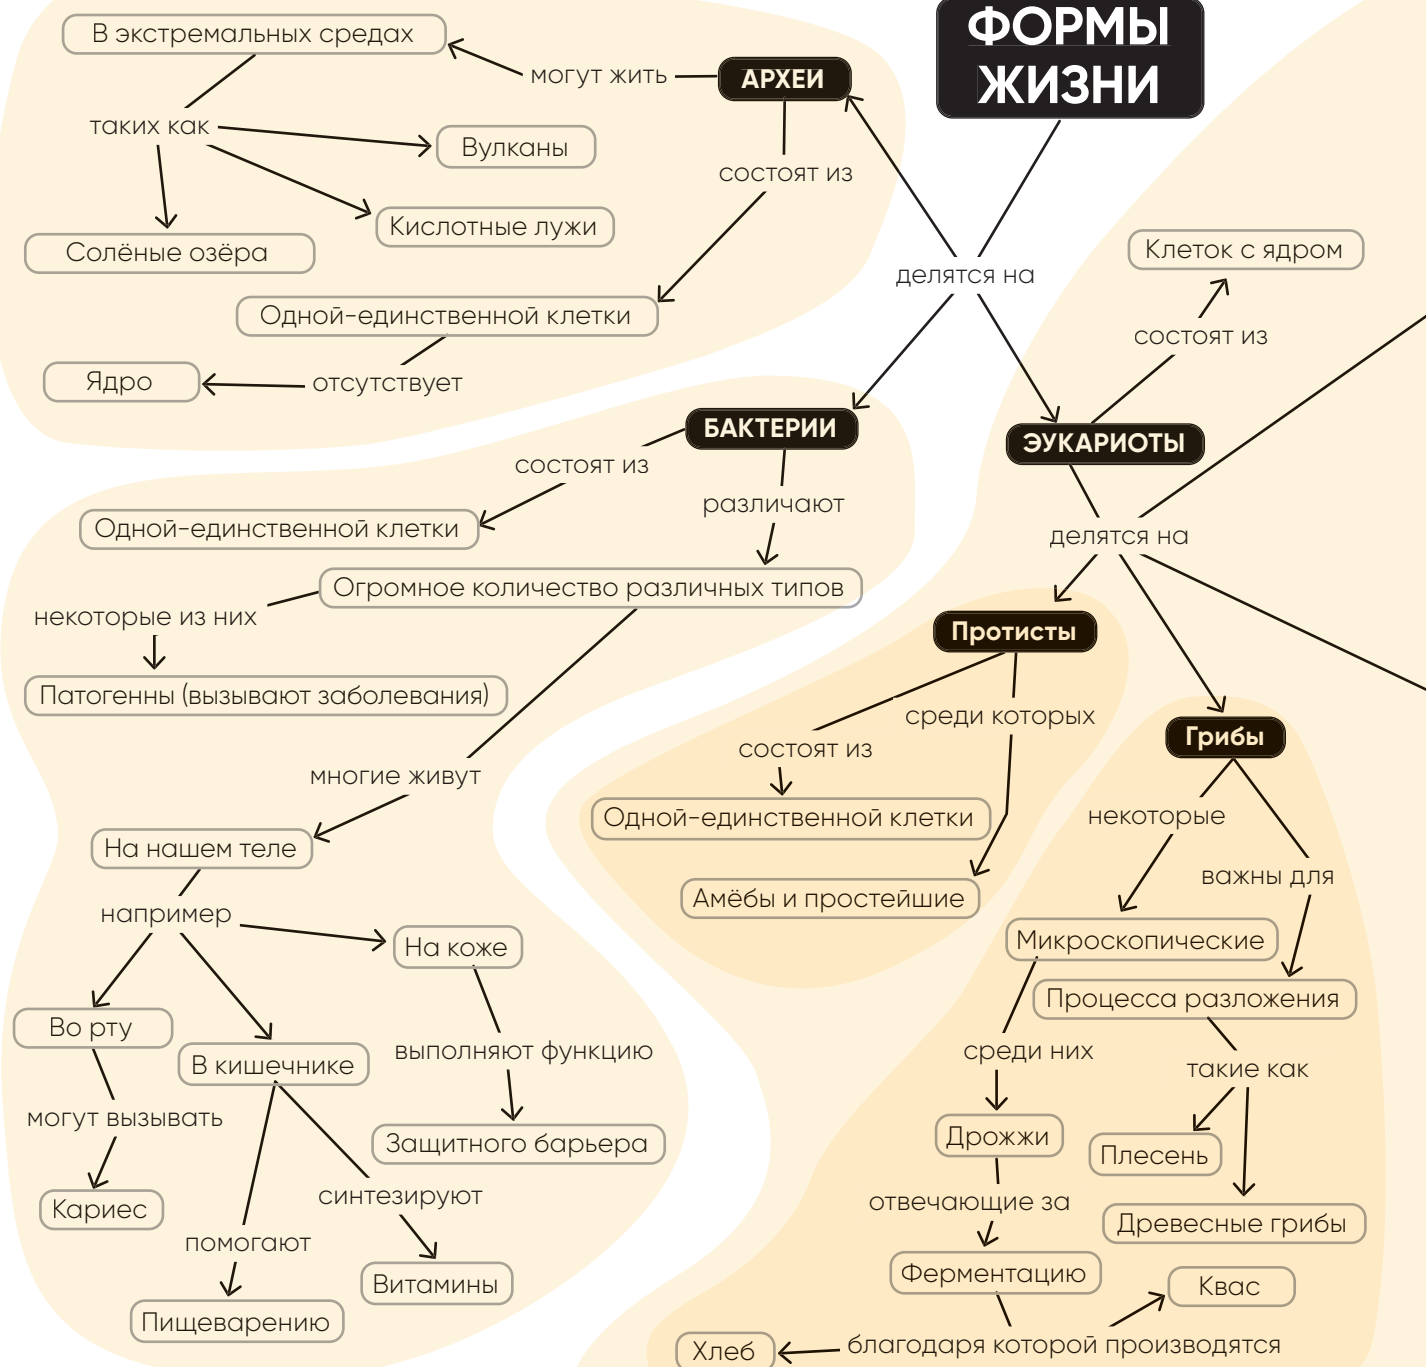 ФОРМЫ
ЖИЗНИ
делятся на
АРХЕИ
могут жить
В экстремальных средах
таких как
Вулканы
Кислотные лужи
Солёные озёра
состоят из
Одной-единственной клетки
отсутствует
Ядро
БАКТЕРИИ
состоят из
Одной-единственной клетки
различают
Огромное количество различных типов
некоторые из них
Патогенны (вызывают заболевания)
многие живут
На нашем теле
например
На коже
выполняют функцию
Защитного барьера
Во рту
могут вызывать
Кариес
В кишечнике
синтезируют
Витамины
помогают
Пищеварению
ЭУКАРИОТЫ
состоят из
Клеток с ядром
делятся на
Протисты
состоят из
Одной-единственной клетки
среди которых
Амёбы и простейшие
Грибы
некоторые
Микроскопические
среди них
Дрожжи
отвечающие за
Ферментацию
благодаря которой производятся
Хлеб
Квас
важны для
Процесса разложения
такие как
Плесень
Древесные грибы